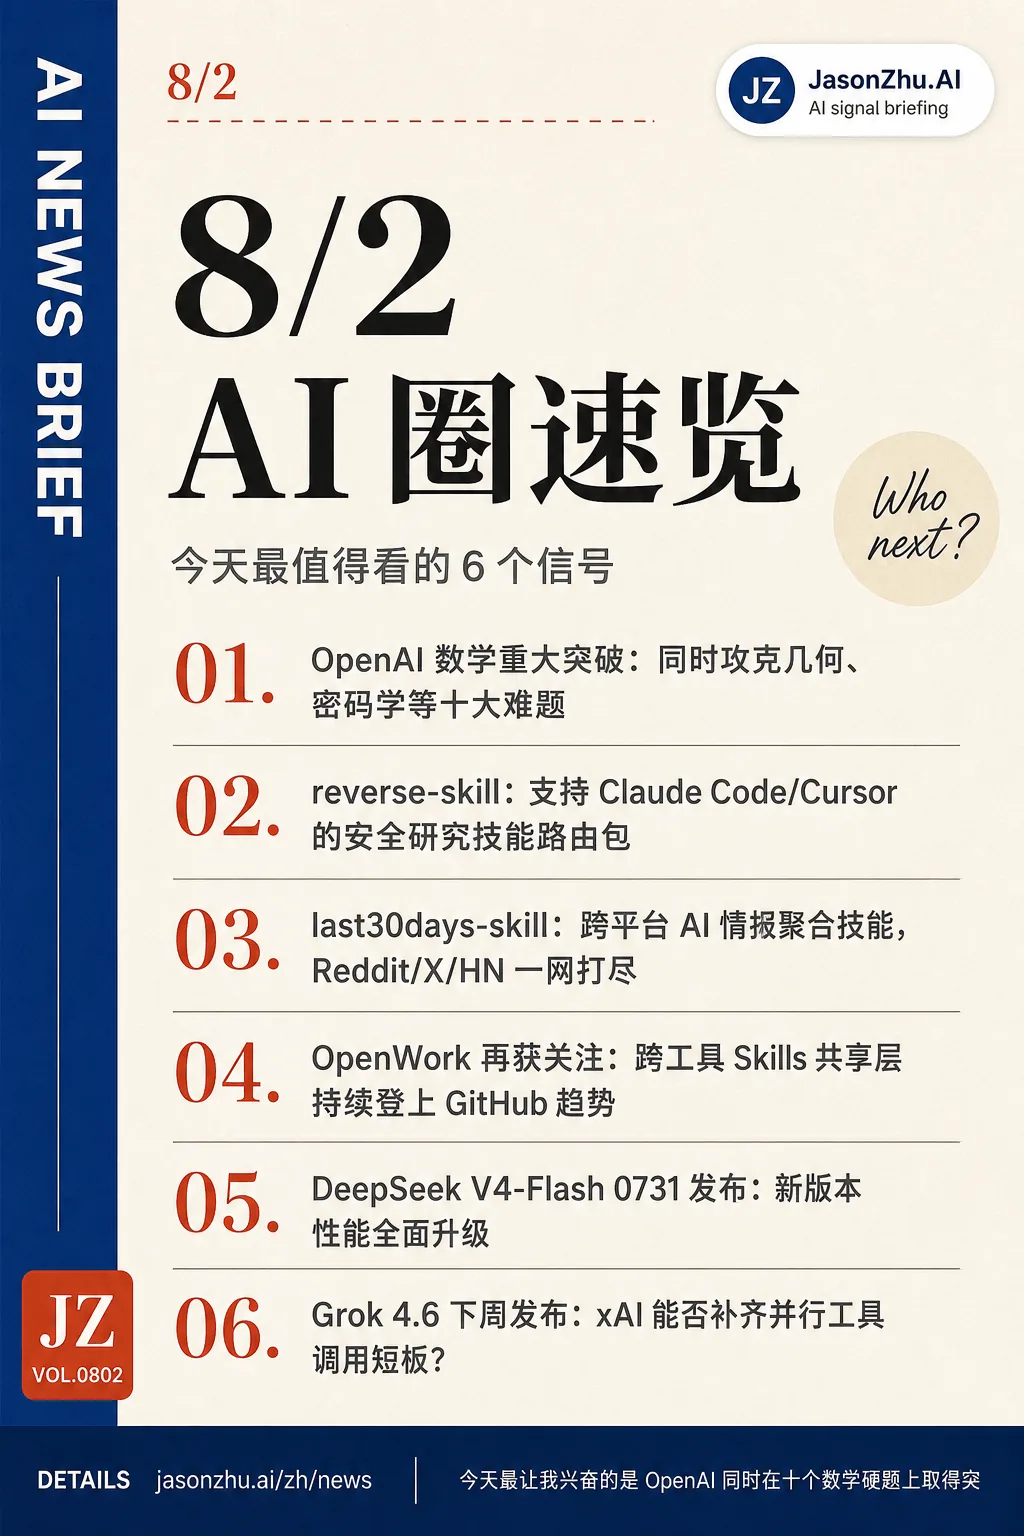 AI NEWS BRIEF
8/2
JZ
JasonZhu.AI
AI signal briefing
8/2
AI 圈速览
Who
next?
今天最值得看的 6 个信号
01.
OpenAI 数学重大突破：同时攻克几何、
密码学等十大难题
02.
reverse-skill：支持 Claude Code/Cursor
的安全研究技能路由包
03.
last30days-skill：跨平台 AI 情报聚合技能，
Reddit/X/HN 一网打尽
04.
OpenWork 再获关注：跨工具 Skills 共享层
持续登上 GitHub 趋势
05.
DeepSeek V4-Flash 0731 发布：新版本
性能全面升级
06.
Grok 4.6 下周发布：xAI 能否补齐并行工具
调用短板？
JZ
VOL.0802
DETAILS jasonzhu.ai/zh/news
今天最让我兴奋的是 OpenAI 同时在十个数学硬题上取得突